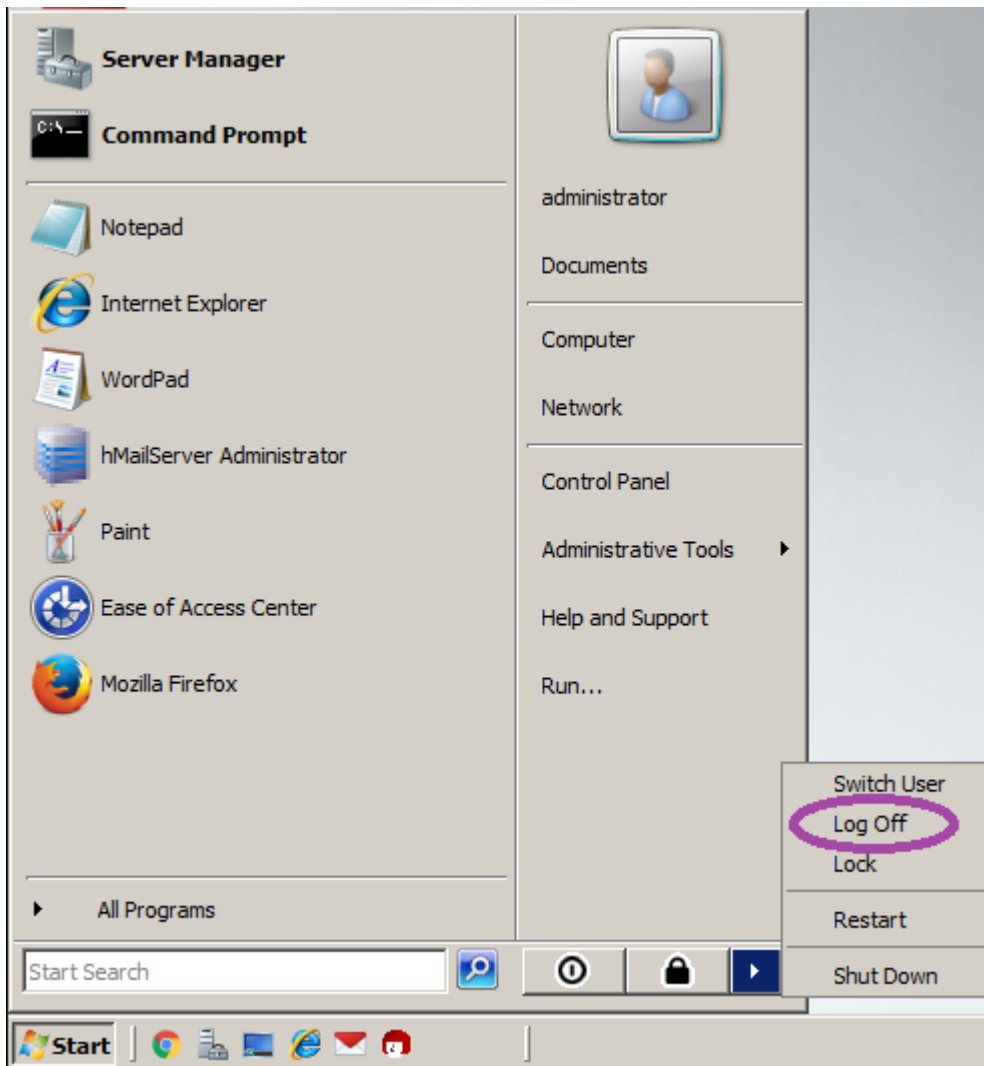 Server Manager
C:\
Command Prompt
Notepad
Internet Explorer
WordPad
hMailServer Administrator
Paint
Ease of Access Center
Mozilla Firefox
All Programs
Start Search
administrator
Documents
Computer
Network
Control Panel
Administrative Tools
Help and Support
Run...
Switch User
Log Off
Lock
Restart
Shut Down
Start